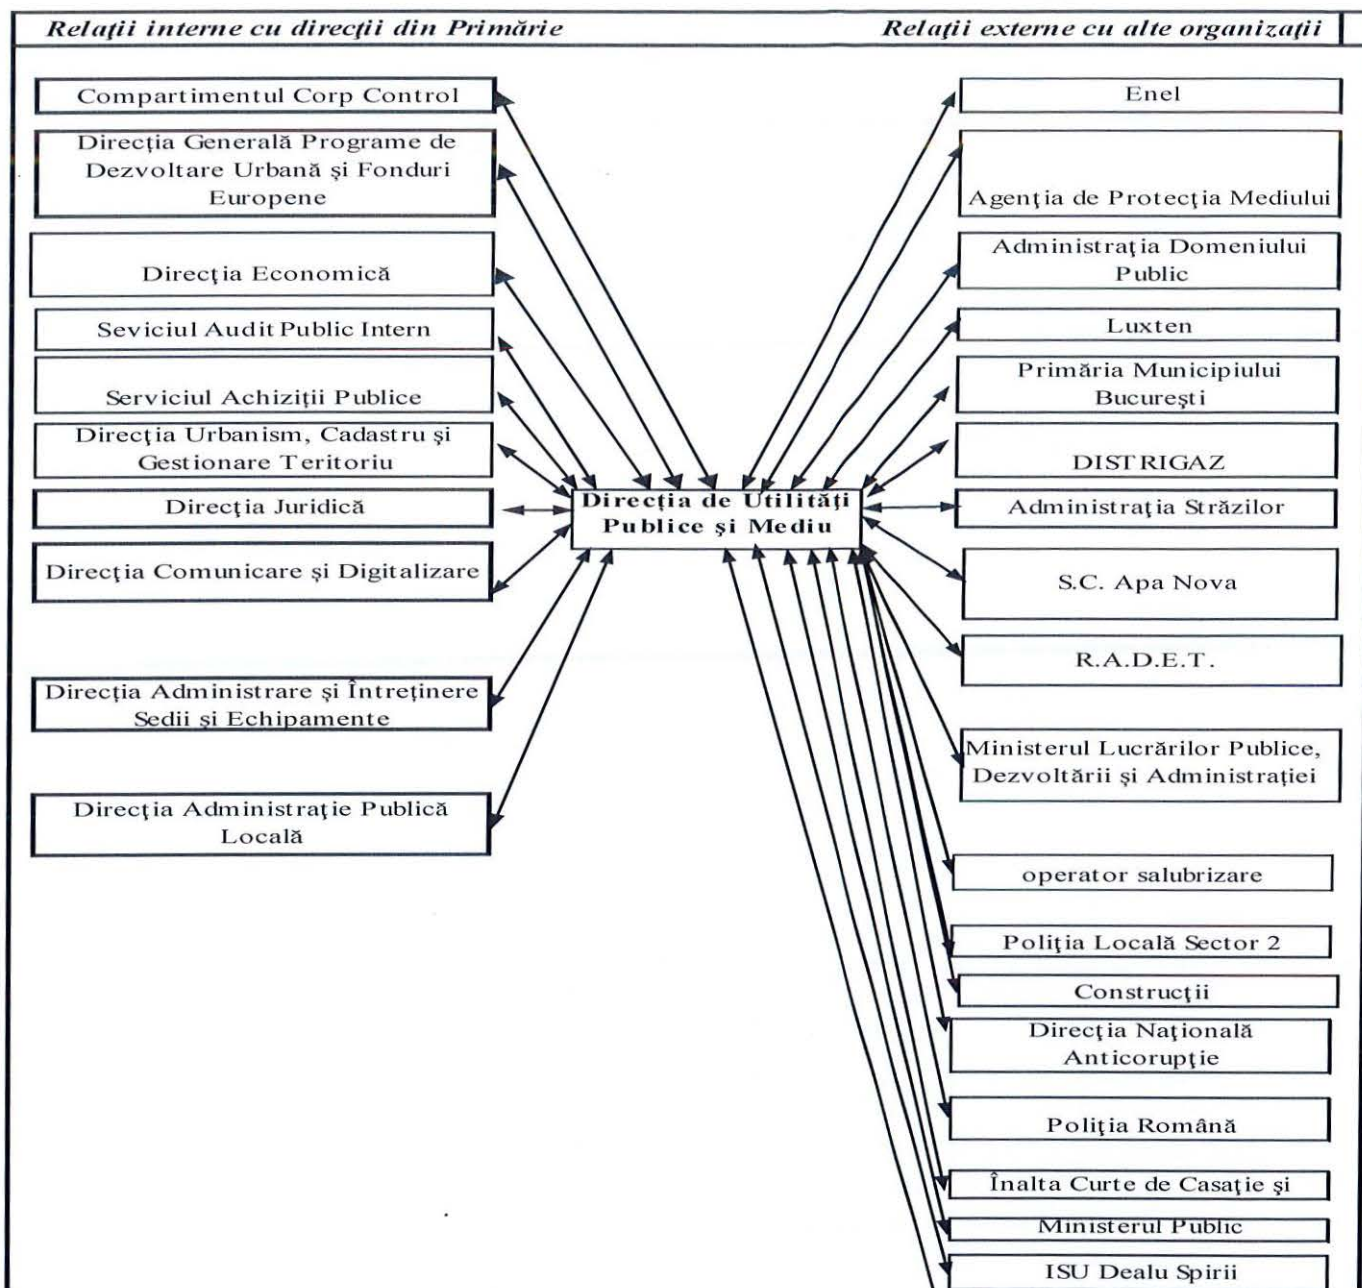 Relaţii interne cu direcţii din Primărie
Relaţii externe cu alte organizaţii
Compartimentul Corp Control
Direcţia Generală Programe de
Dezvoltare Urbană şi Fonduri
Europene
Direcţia Economică
Seviciul Audit Public Intern
Serviciul Achiziţii Publice
Direcţia Urbanism, Cadastru şi
Gestionare Teritoriu
Direcţia Juridică
Direcţia Comunicare şi Digitalizare
Direcţia Administrare şi Întreţinere
Sedii şi Echipamente
Direcţia Administraţie Publică
Locală
Direcţia de Utilităţi
Publice şi Mediu
Enel
Agenţia de Protecţia Mediului
Administraţia Domeniului
Public
Luxten
Primăria Municipiului
Bucureşti
DISTRIGAZ
Administraţia Străzilor
S.C. Apa Nova
R.A.D.E.T.
Ministerul Lucrărilor Publice,
Dezvoltării şi Administraţiei
operator salubrizare
Poliţia Locală Sector 2
Construcţii
Direcţia Naţională
Anticorupţie
Poliţia Română
Înalta Curte de Casaţie şi
Ministerul Public
ISU Dealu Spirii